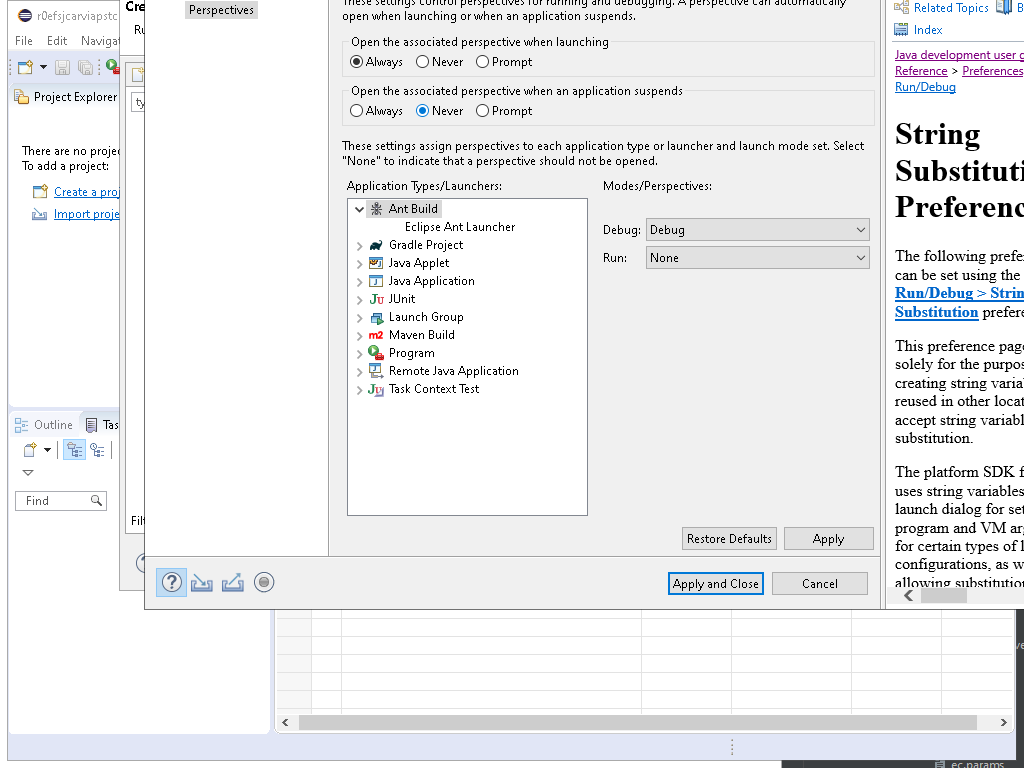 r0efsjcarviapstc
File Edit Naviga
Project Explorer
There are no proje
To add a project:
Create a proj
Import proje
Outline
Tas
Find
Cre
Ru
ty
Filt
Perspectives
These settings control perspectives for running and debugging. A perspective can automatically
open when launching or when an application suspends.
Open the associated perspective when launching
Always Never Prompt
Open the associated perspective when an application suspends
Always Never Prompt
These settings assign perspectives to each application type or launcher and launch mode set. Select
"None" to indicate that a perspective should not be opened.
Application Types/Launchers:
Ant Build
Eclipse Ant Launcher
Gradle Project
Java Applet
Java Application
JUnit
Launch Group
Maven Build
Program
Remote Java Application
Task Context Test
Modes/Perspectives:
Debug: Debug
Run: None
Restore Defaults Apply
Apply and Close Cancel
Related Topics B
Index
Java development user g
Reference > Preferences
Run/Debug
String
Substituti
Preferenc
The following prefer
can be set using the
Run/Debug > Strin
Substitution prefere
This preference page
solely for the purpos
creating string varia
reused in other locat
accept string variabl
substitution.
The platform SDK f
uses string variables
launch dialog for set
program and VM arg
for certain types of l
configurations, as w
allowing substitution
ve
ec.params